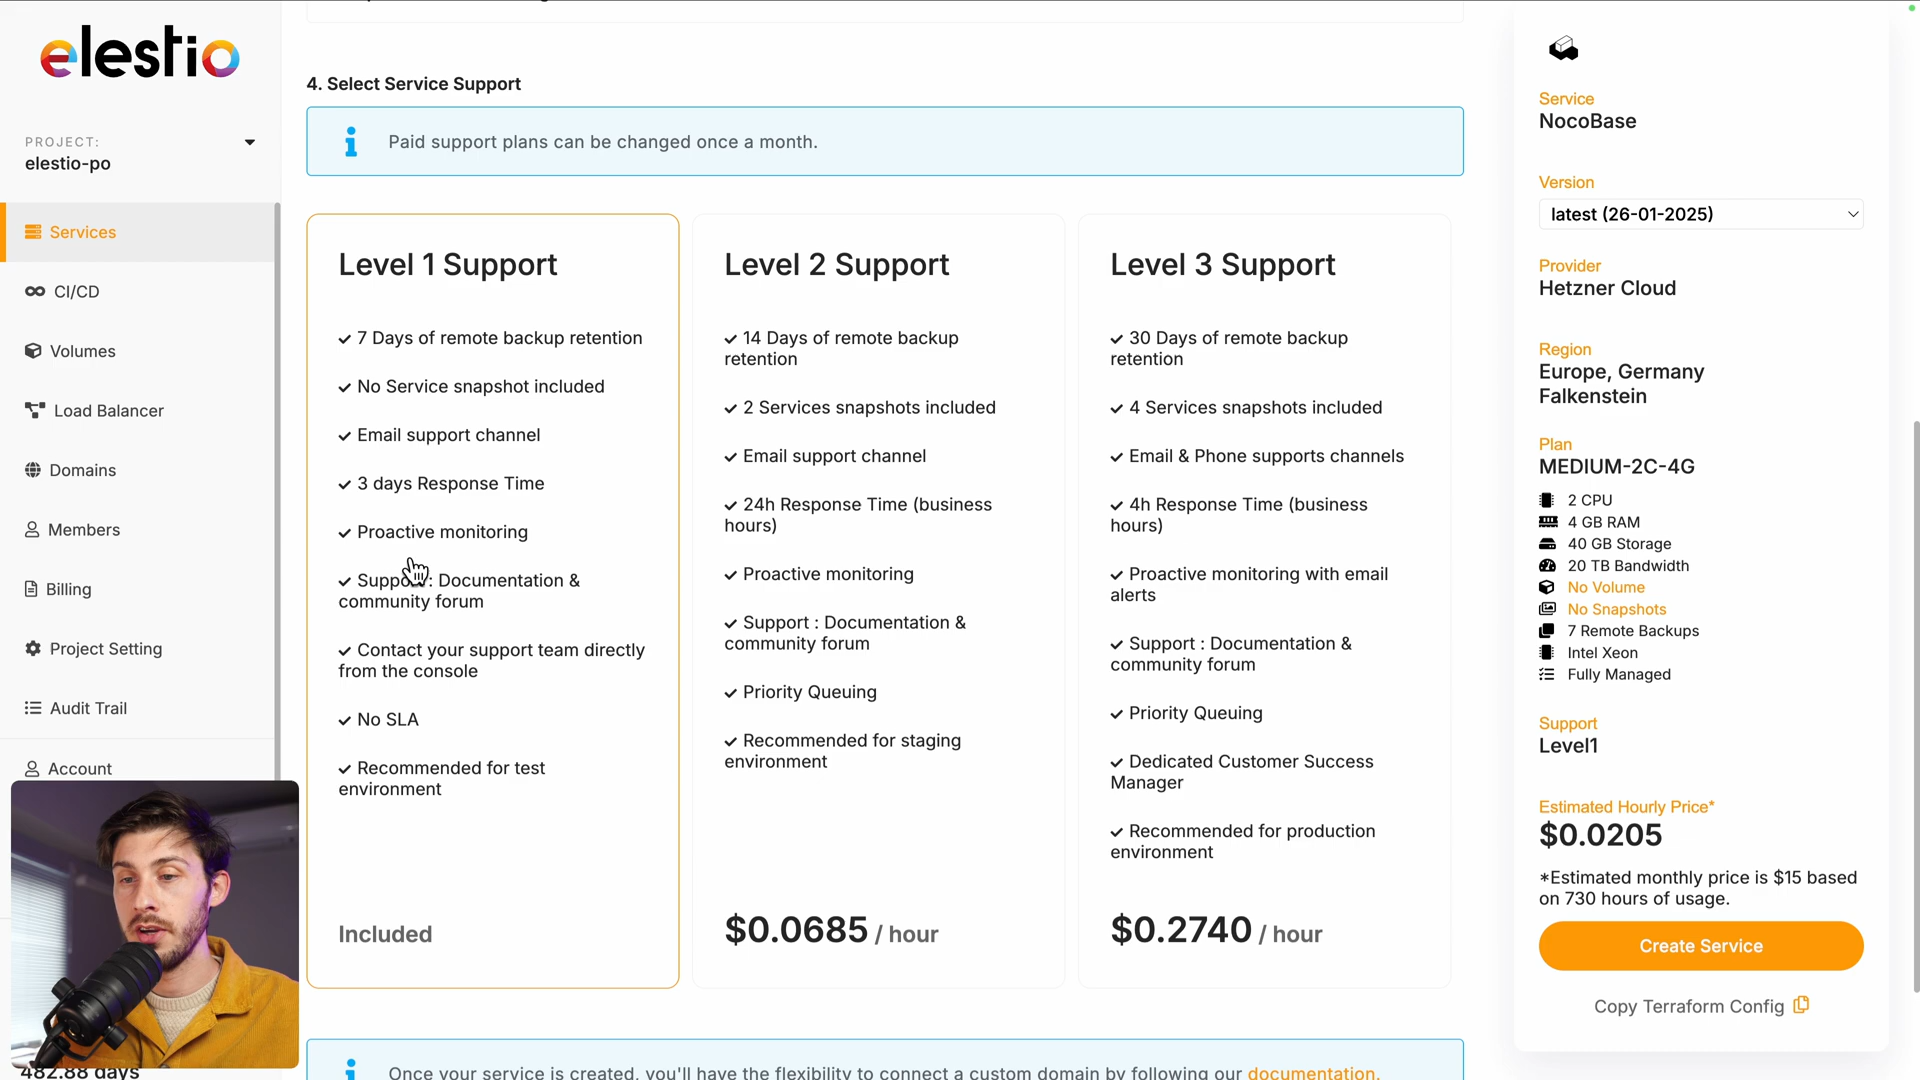 elestio
PROJECT:
elestio-po
Services
CI/CD
Volumes
Load Balancer
Domains
Members
Billing
Project Setting
Audit Trail
Account
482.88 days
4. Select Service Support
Paid support plans can be changed once a month.
Level 1 Support
7 Days of remote backup retention
No Service snapshot included
Email support channel
3 days Response Time
Proactive monitoring
Support : Documentation &
community forum
Contact your support team directly
from the console
No SLA
Recommended for test
environment
Included
Level 2 Support
14 Days of remote backup
retention
2 Services snapshots included
Email support channel
24h Response Time (business
hours)
Proactive monitoring
Support : Documentation &
community forum
Priority Queuing
Recommended for staging
environment
$0.0685 / hour
Level 3 Support
30 Days of remote backup
retention
4 Services snapshots included
Email & Phone supports channels
4h Response Time (business
hours)
Proactive monitoring with email
alerts
Support : Documentation &
community forum
Priority Queuing
Dedicated Customer Success
Manager
Recommended for production
environment
$0.2740 / hour
Once your service is created, you'll have the flexibility to connect a custom domain by following our documentation.
Service
NocoBase
Version
latest (26-01-2025)
Provider
Hetzner Cloud
Region
Europe, Germany
Falkenstein
Plan
MEDIUM-2C-4G
2 CPU
4 GB RAM
40 GB Storage
20 TB Bandwidth
No Volume
No Snapshots
7 Remote Backups
Intel Xeon
Fully Managed
Support
Level1
Estimated Hourly Price*
$0.0205
*Estimated monthly price is $15 based
on 730 hours of usage.
Create Service
Copy Terraform Config